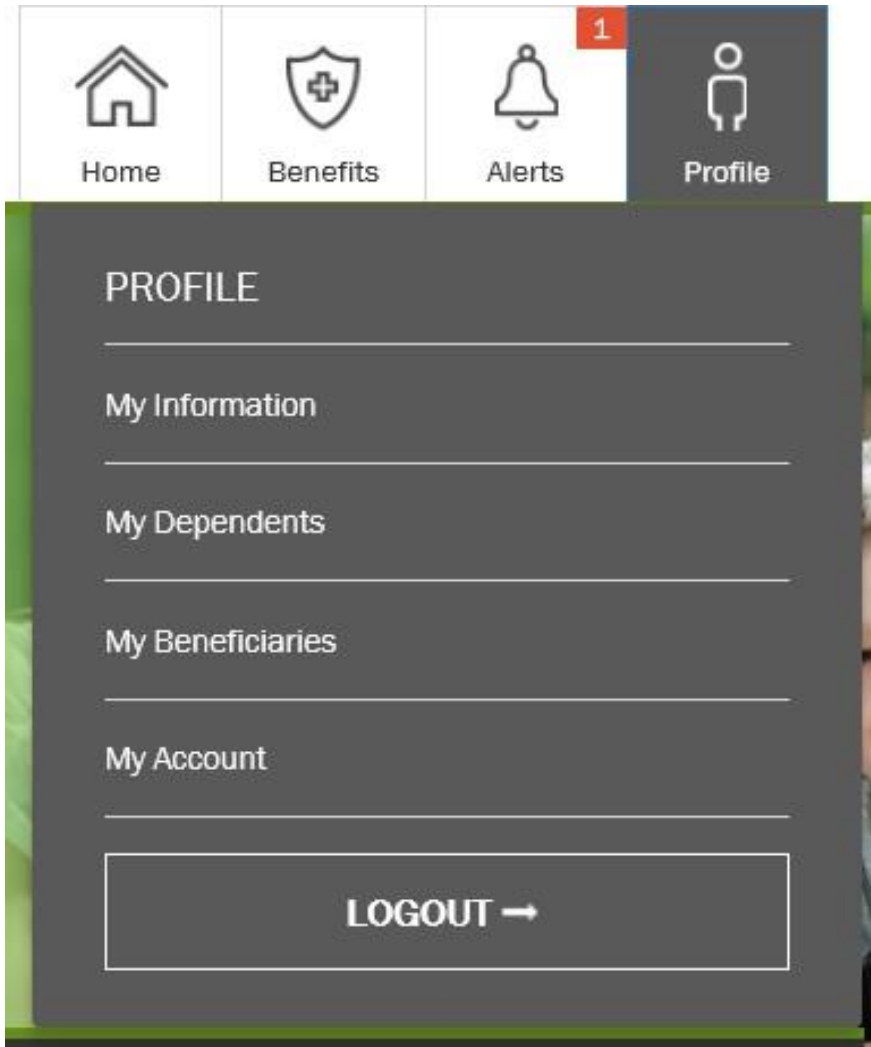 1
Home
Benefits
Alerts
Profile
PROFILE
My Information
My Dependents
My Beneficiaries
My Account
LOGOUT